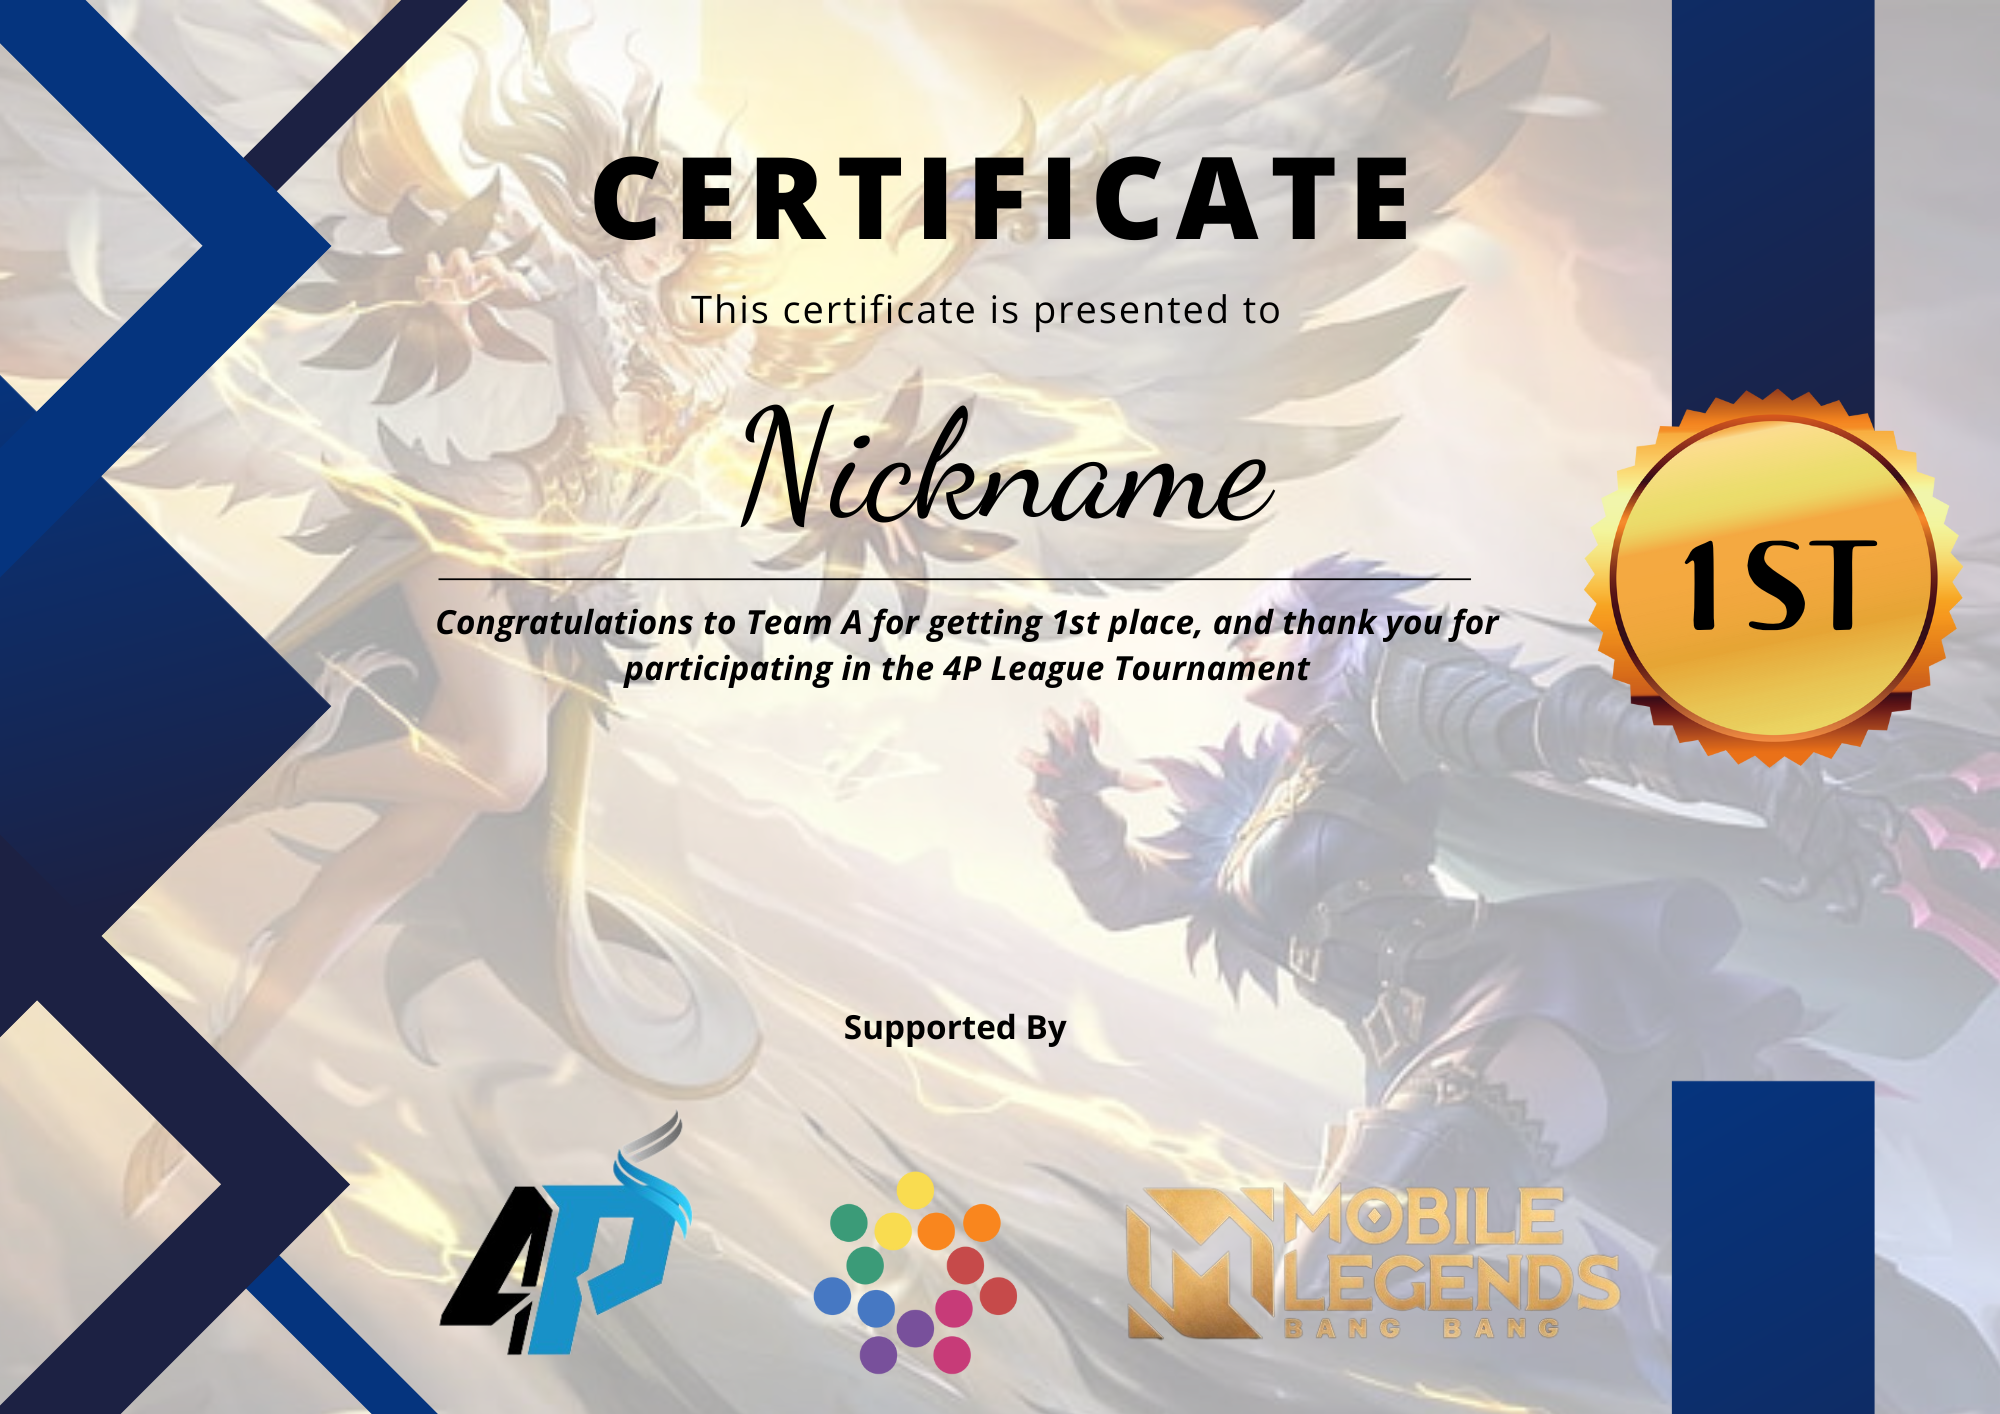 CERTIFICATE
This certificate is presented to
Nickname
1ST
Congratulations to Team A for getting 1st place, and thank you for
participating in the 4P League Tournament
Supported By
4P
MOBILE
LEGENDS
BANG BANG